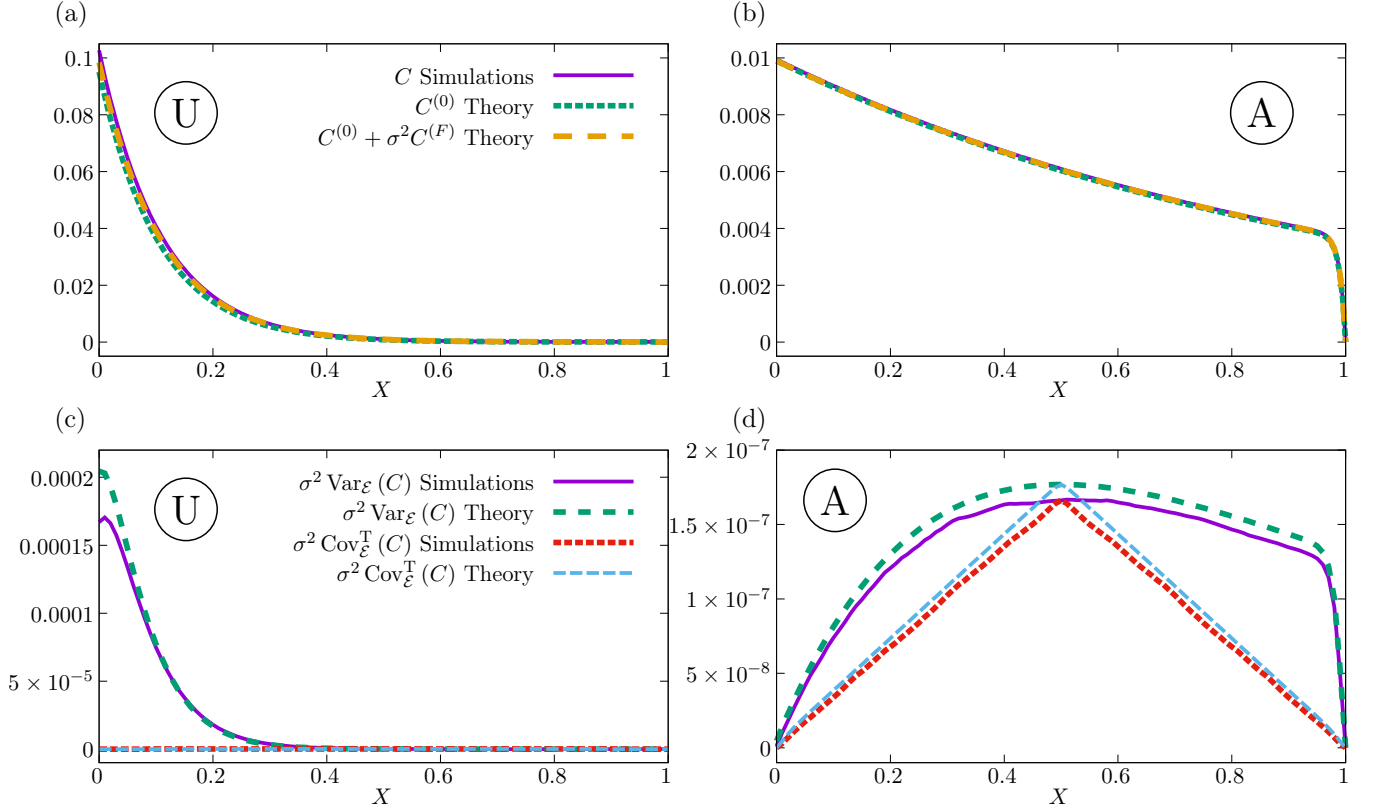 (a)
0.1
0.08
0.06
0.04
0.02
0
0
0.2
0.4
0.6
0.8
1
X
U
C Simulations
C^{(0)} Theory
C^{(0)} + σ^2C^{(F)} Theory
(b)
0.01
0.008
0.006
0.004
0.002
0
0
0.2
0.4
0.6
0.8
1
X
A
(c)
0.0002
0.00015
0.0001
5 × 10^{-5}
0
0
0.2
0.4
0.6
0.8
1
X
U
σ^2 Var_ℰ (C) Simulations
σ^2 Var_ℰ (C) Theory
σ^2 Cov_ℰ^T (C) Simulations
σ^2 Cov_ℰ^T (C) Theory
(d)
2 × 10^{-7}
1.5 × 10^{-7}
1 × 10^{-7}
5 × 10^{-8}
0
0
0.2
0.4
0.6
0.8
1
X
A